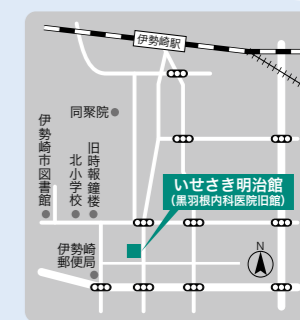 伊勢崎駅
同聚院
伊勢崎市図書館
北小学校
旧時報鐘楼
いせさき明治館
(黒羽根内科医院旧館)
伊勢崎
郵便局
N